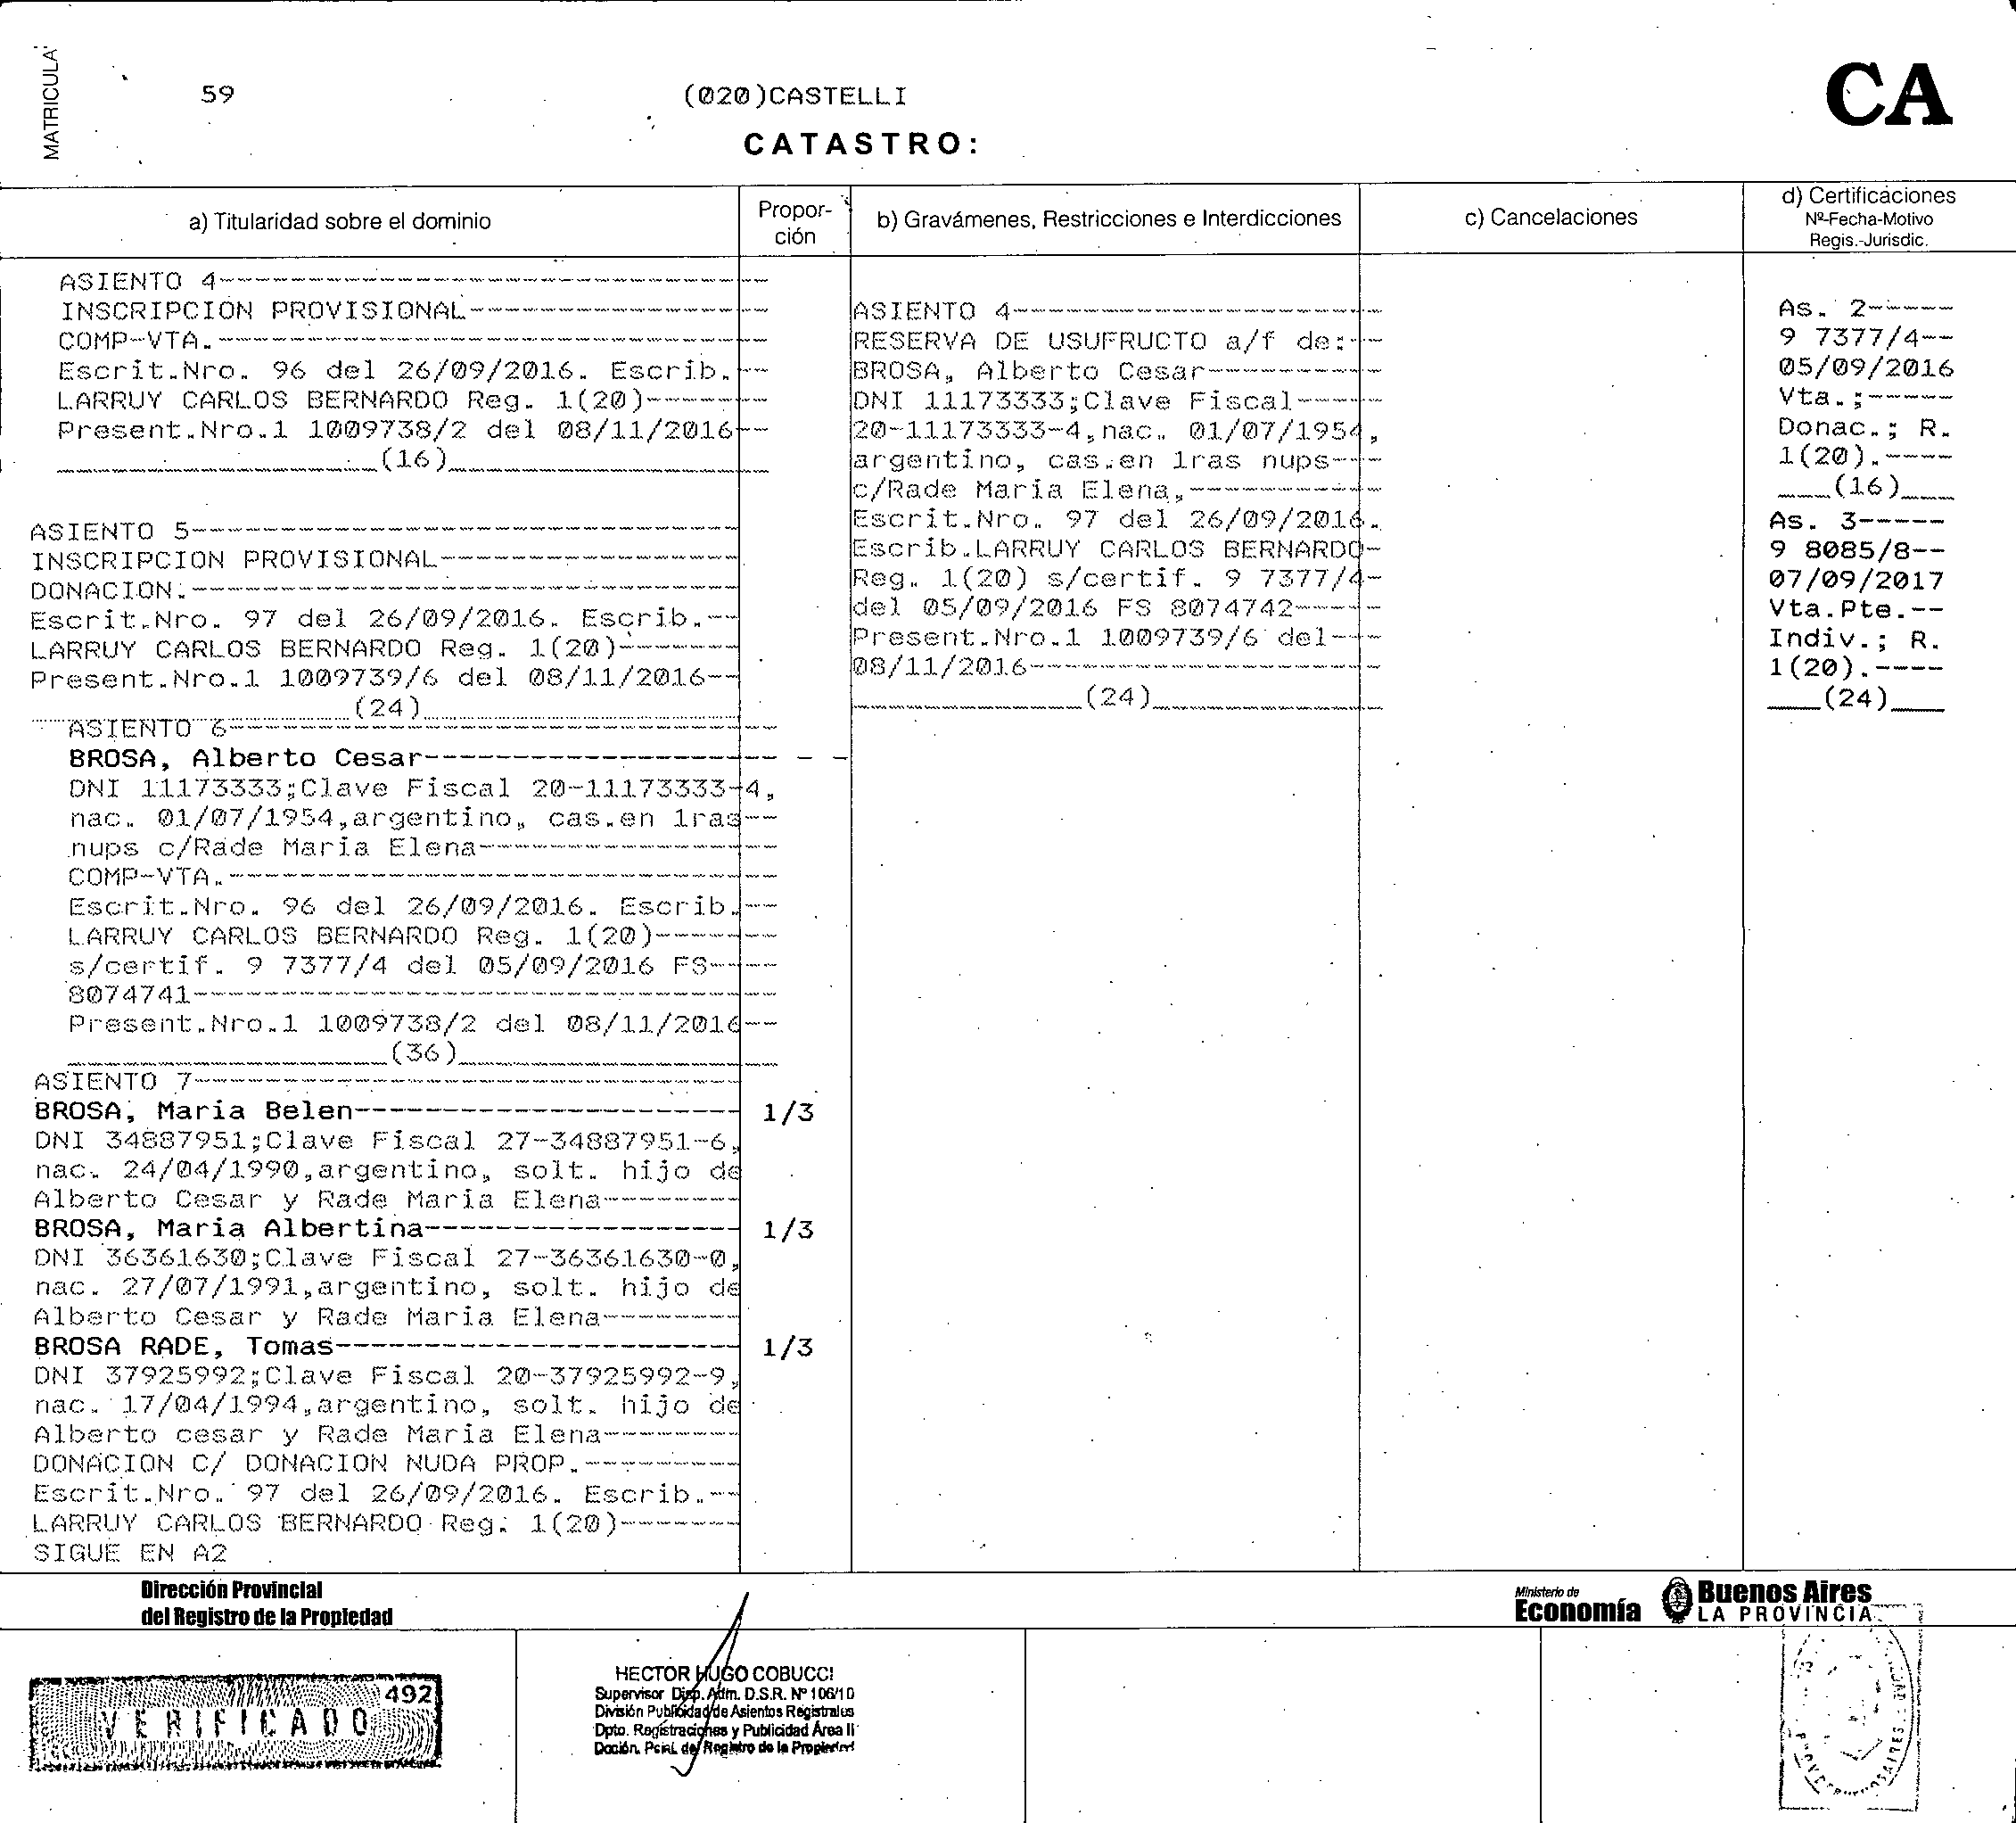 MATRICULA
59
(020)CASTELLI
CA
CATASTRO:
a) Titularidad sobre el dominio
Propor-
ción
b) Gravámenes, Restricciones e Interdicciones
c) Cancelaciones
d) Certificaciones
Nº-Fecha-Motivo
Regis.-Jurisdic.
ASIENTO 4------------------------------
INSCRIPCION PROVISIONAL----------------
COMP-VTA.------------------------------
Escrit.Nro. 96 del 26/09/2016. Escrib.--
LARRUY CARLOS BERNARDO Reg. 1(20)-------
Present.Nro.1 1009738/2 del 08/11/2016--
__________________(16)__________________
ASIENTO 5-------------------------------
INSCRIPCION PROVISIONAL-----------------
DONACION.-------------------------------
Escrit.Nro. 97 del 26/09/2016. Escrib.--
LARRUY CARLOS BERNARDO Reg. 1(20)-------
Present.Nro.1 1009739/6 del 08/11/2016--
__________________(24)__________________
ASIENTO 6-------------------------------
BROSA, Alberto Cesar-------------------- - -
DNI 11173333;Clave Fiscal 20-11173333-4,
nac. 01/07/1954,argentino, cas.en 1ras--
nups c/Rade Maria Elena-----------------
COMP-VTA.-------------------------------
Escrit.Nro. 96 del 26/09/2016. Escrib.--
LARRUY CARLOS BERNARDO Reg. 1(20)-------
s/certif. 9 7377/4 del 05/09/2016 FS----
8074741---------------------------------
Present.Nro.1 1009738/2 del 08/11/2016--
__________________(36)__________________
ASIENTO 7-------------------------------
BROSA, Maria Belen---------------------- 1/3
DNI 34887951;Clave Fiscal 27-34887951-6,
nac. 24/04/1990,argentino, solt. hijo de
Alberto Cesar y Rade Maria Elena--------
BROSA, Maria Albertina------------------ 1/3
DNI 36361630;Clave Fiscal 27-36361630-0,
nac. 27/07/1991,argentino, solt. hijo de
Alberto Cesar y Rade Maria Elena--------
BROSA RADE, Tomas----------------------- 1/3
DNI 37925992;Clave Fiscal 20-37925992-9,
nac. 17/04/1994,argentino, solt. hijo de
Alberto cesar y Rade Maria Elena--------
DONACION C/ DONACION NUDA PROP.---------
Escrit.Nro. 97 del 26/09/2016. Escrib.--
LARRUY CARLOS BERNARDO Reg. 1(20)-------
SIGUE EN A2
ASIENTO 4---------------------
RESERVA DE USUFRUCTO a/f de:--
BROSA, Alberto Cesar----------
DNI 11173333;Clave Fiscal-----
20-11173333-4,nac. 01/07/1954,
argentino, cas.en 1ras nups---
c/Rade Maria Elena,-----------
Escrit.Nro. 97 del 26/09/2016.
Escrib.LARRUY CARLOS BERNARDO-
Reg. 1(20) s/certif. 9 7377/4-
del 05/09/2016 FS 8074742-----
Present.Nro.1 1009739/6 del---
08/11/2016--------------------
_____________(24)_____________
As. 2-----
9 7377/4--
05/09/2016
Vta.;-----
Donac.; R.
1(20).----
___(16)___
As. 3-----
9 8085/8--
07/09/2017
Vta.Pte.--
Indiv.; R.
1(20).----
___(24)___
Dirección Provincial
del Registro de la Propiedad
Ministerio de
Economía
Buenos Aires
LA PROVINCIA
492
VERIFICADO
HECTOR HUGO COBUCCI
Supervisor Disp. Adm. D.S.R. Nº 106/10
División Publicidad de Asientos Registrales
Dpto. Registraciones y Publicidad Área II
Dcción. Pcial. del Registro de la Propiedad